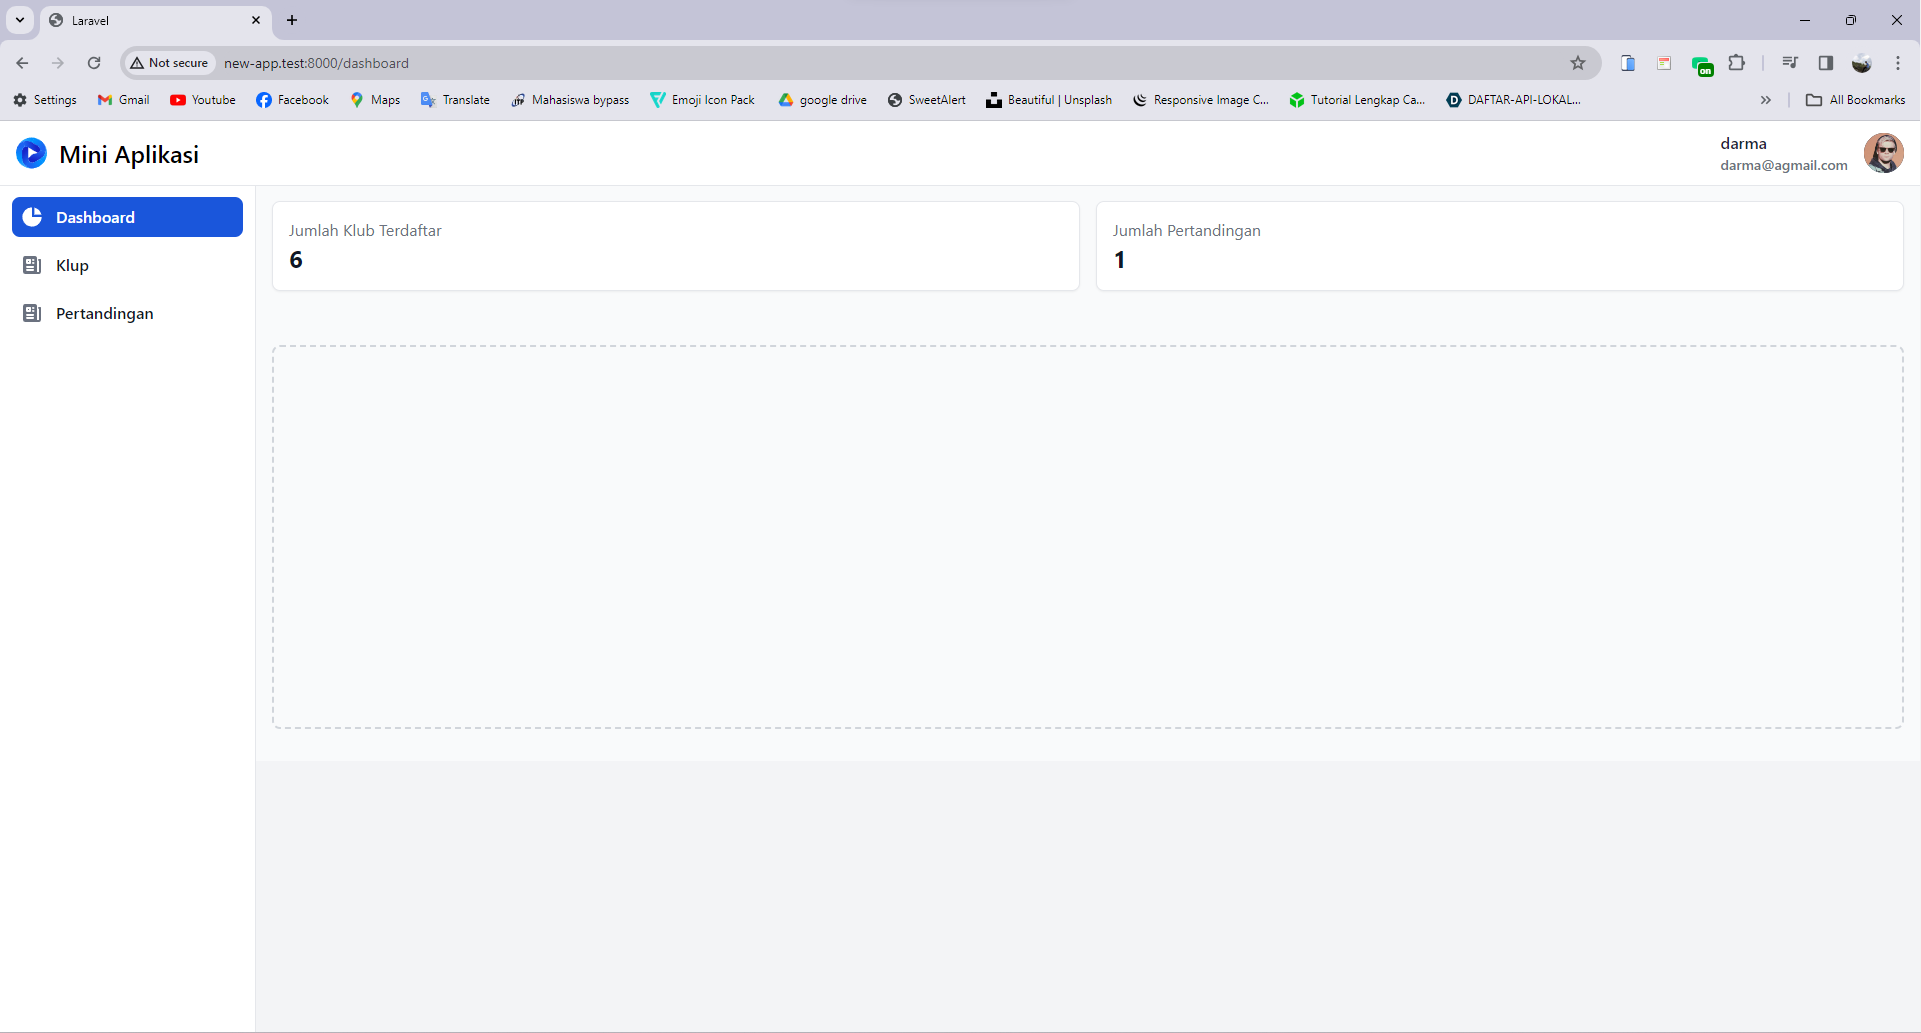 Laravel
Not secure new-app.test:8000/dashboard
on
Settings Gmail Youtube Facebook Maps Translate Mahasiswa bypass Emoji Icon Pack google drive SweetAlert Beautiful | Unsplash Responsive Image C... Tutorial Lengkap Ca... DAFTAR-API-LOKAL... All Bookmarks
Mini Aplikasi
darma
darma@agmail.com
Dashboard
Klup
Pertandingan
Jumlah Klub Terdaftar
6
Jumlah Pertandingan
1